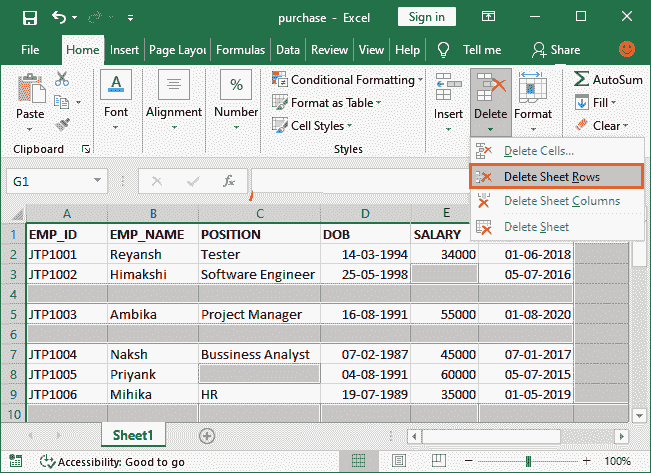 purchase - Excel
Sign in
File Home Insert Page Layou Formulas Data Review View Help Tell me Share
Paste
Font
Alignment
%
Number
Conditional Formatting
Format as Table
Cell Styles
Insert
Delete
Format
AutoSum
Fill
Clear
Clipboard
Styles
Delete Cells...
Delete Sheet Rows
Delete Sheet Columns
Delete Sheet
G1
fx
A B C D E
1 EMP_ID EMP_NAME POSITION DOB SALARY
2 JTP1001 Reyansh Tester 14-03-1994 34000 01-06-2018
3 JTP1002 Himakshi Software Engineer 25-05-1998 05-07-2016
4
5 JTP1003 Ambika Project Manager 16-08-1991 55000 01-08-2020
6
7 JTP1004 Naksh Bussiness Analyst 07-02-1987 45000 07-01-2017
8 JTP1005 Priyank 04-08-1991 60000 05-07-2015
9 JTP1006 Mihika HR 19-07-1989 35000 01-05-2019
10
Sheet1
Accessibility: Good to go
100%